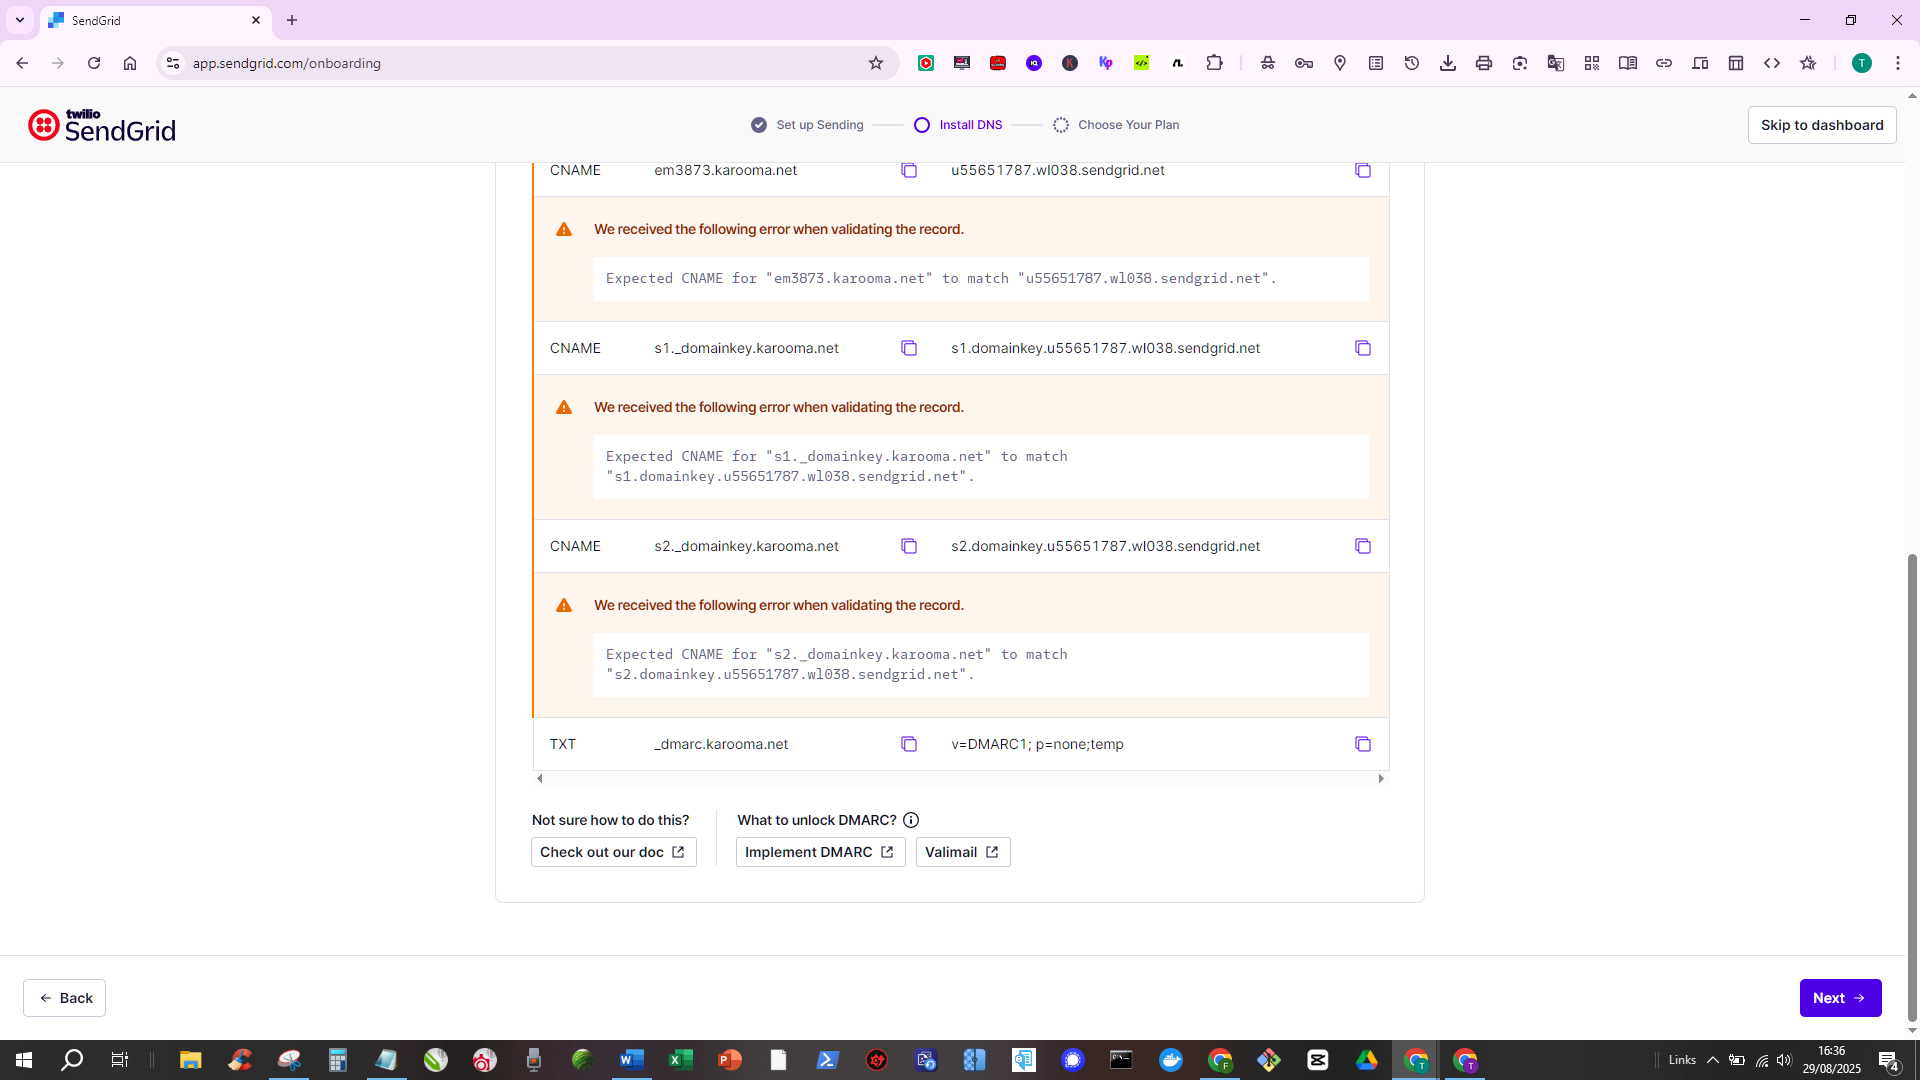 SendGrid
app.sendgrid.com/onboarding
twilio
SendGrid
Set up Sending
Install DNS
Choose Your Plan
Skip to dashboard
CNAME em3873.karooma.net u55651787.wl038.sendgrid.net
We received the following error when validating the record.
Expected CNAME for "em3873.karooma.net" to match "u55651787.wl038.sendgrid.net".
CNAME s1._domainkey.karooma.net s1.domainkey.u55651787.wl038.sendgrid.net
We received the following error when validating the record.
Expected CNAME for "s1._domainkey.karooma.net" to match
"s1.domainkey.u55651787.wl038.sendgrid.net".
CNAME s2._domainkey.karooma.net s2.domainkey.u55651787.wl038.sendgrid.net
We received the following error when validating the record.
Expected CNAME for "s2._domainkey.karooma.net" to match
"s2.domainkey.u55651787.wl038.sendgrid.net".
TXT _dmarc.karooma.net v=DMARC1; p=none;temp
Not sure how to do this?
What to unlock DMARC?
Check out our doc
Implement DMARC
Valimail
Back
Next
Links
16:36
29/08/2025
4